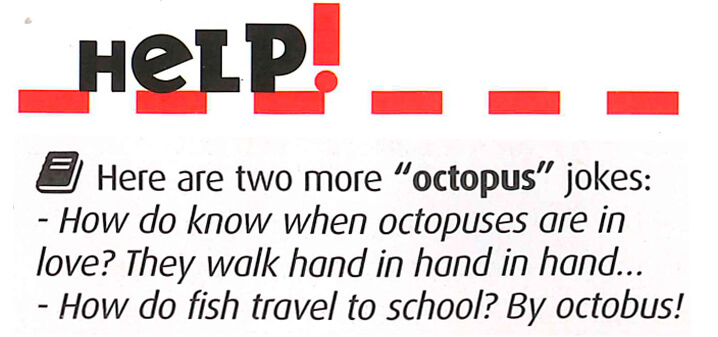 HeLP!
Here are two more “octopus” jokes:
- How do know when octopuses are in
love? They walk hand in hand in hand...
- How do fish travel to school? By octobus!